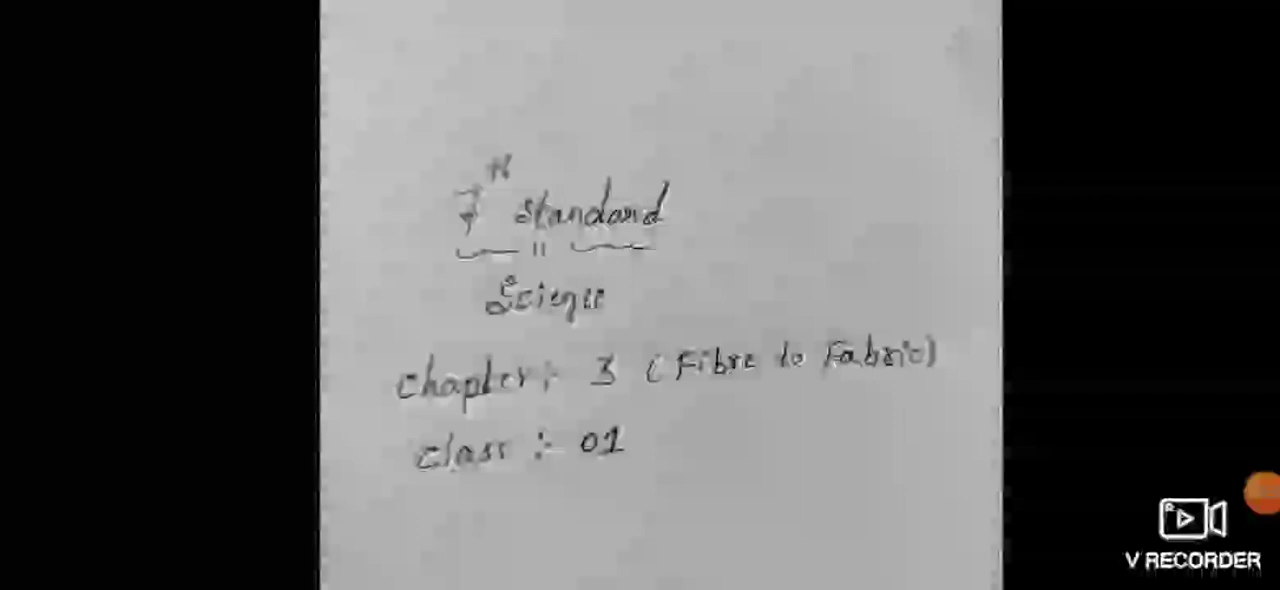 7th Standard
Science
Chapter:- 3 (Fibre to Fabric)
Class :- 01
V RECORDER